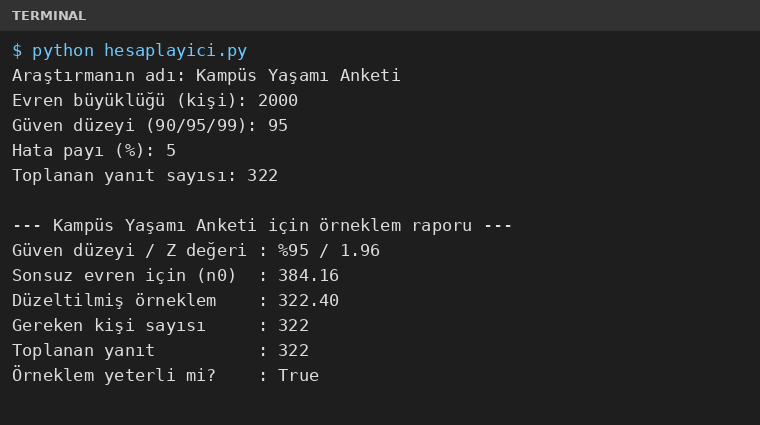 TERMINAL
$ python hesaplayici.py
Araştırmanın adı: Kampüs Yaşamı Anketi
Evren büyüklüğü (kişi): 2000
Güven düzeyi (90/95/99): 95
Hata payı (%): 5
Toplanan yanıt sayısı: 322
--- Kampüs Yaşamı Anketi için örneklem raporu ---
Güven düzeyi / Z değeri : %95 / 1.96
Sonsuz evren için (n0)  : 384.16
Düzeltilmiş örneklem    : 322.40
Gereken kişi sayısı     : 322
Toplanan yanıt          : 322
Örneklem yeterli mi?    : True